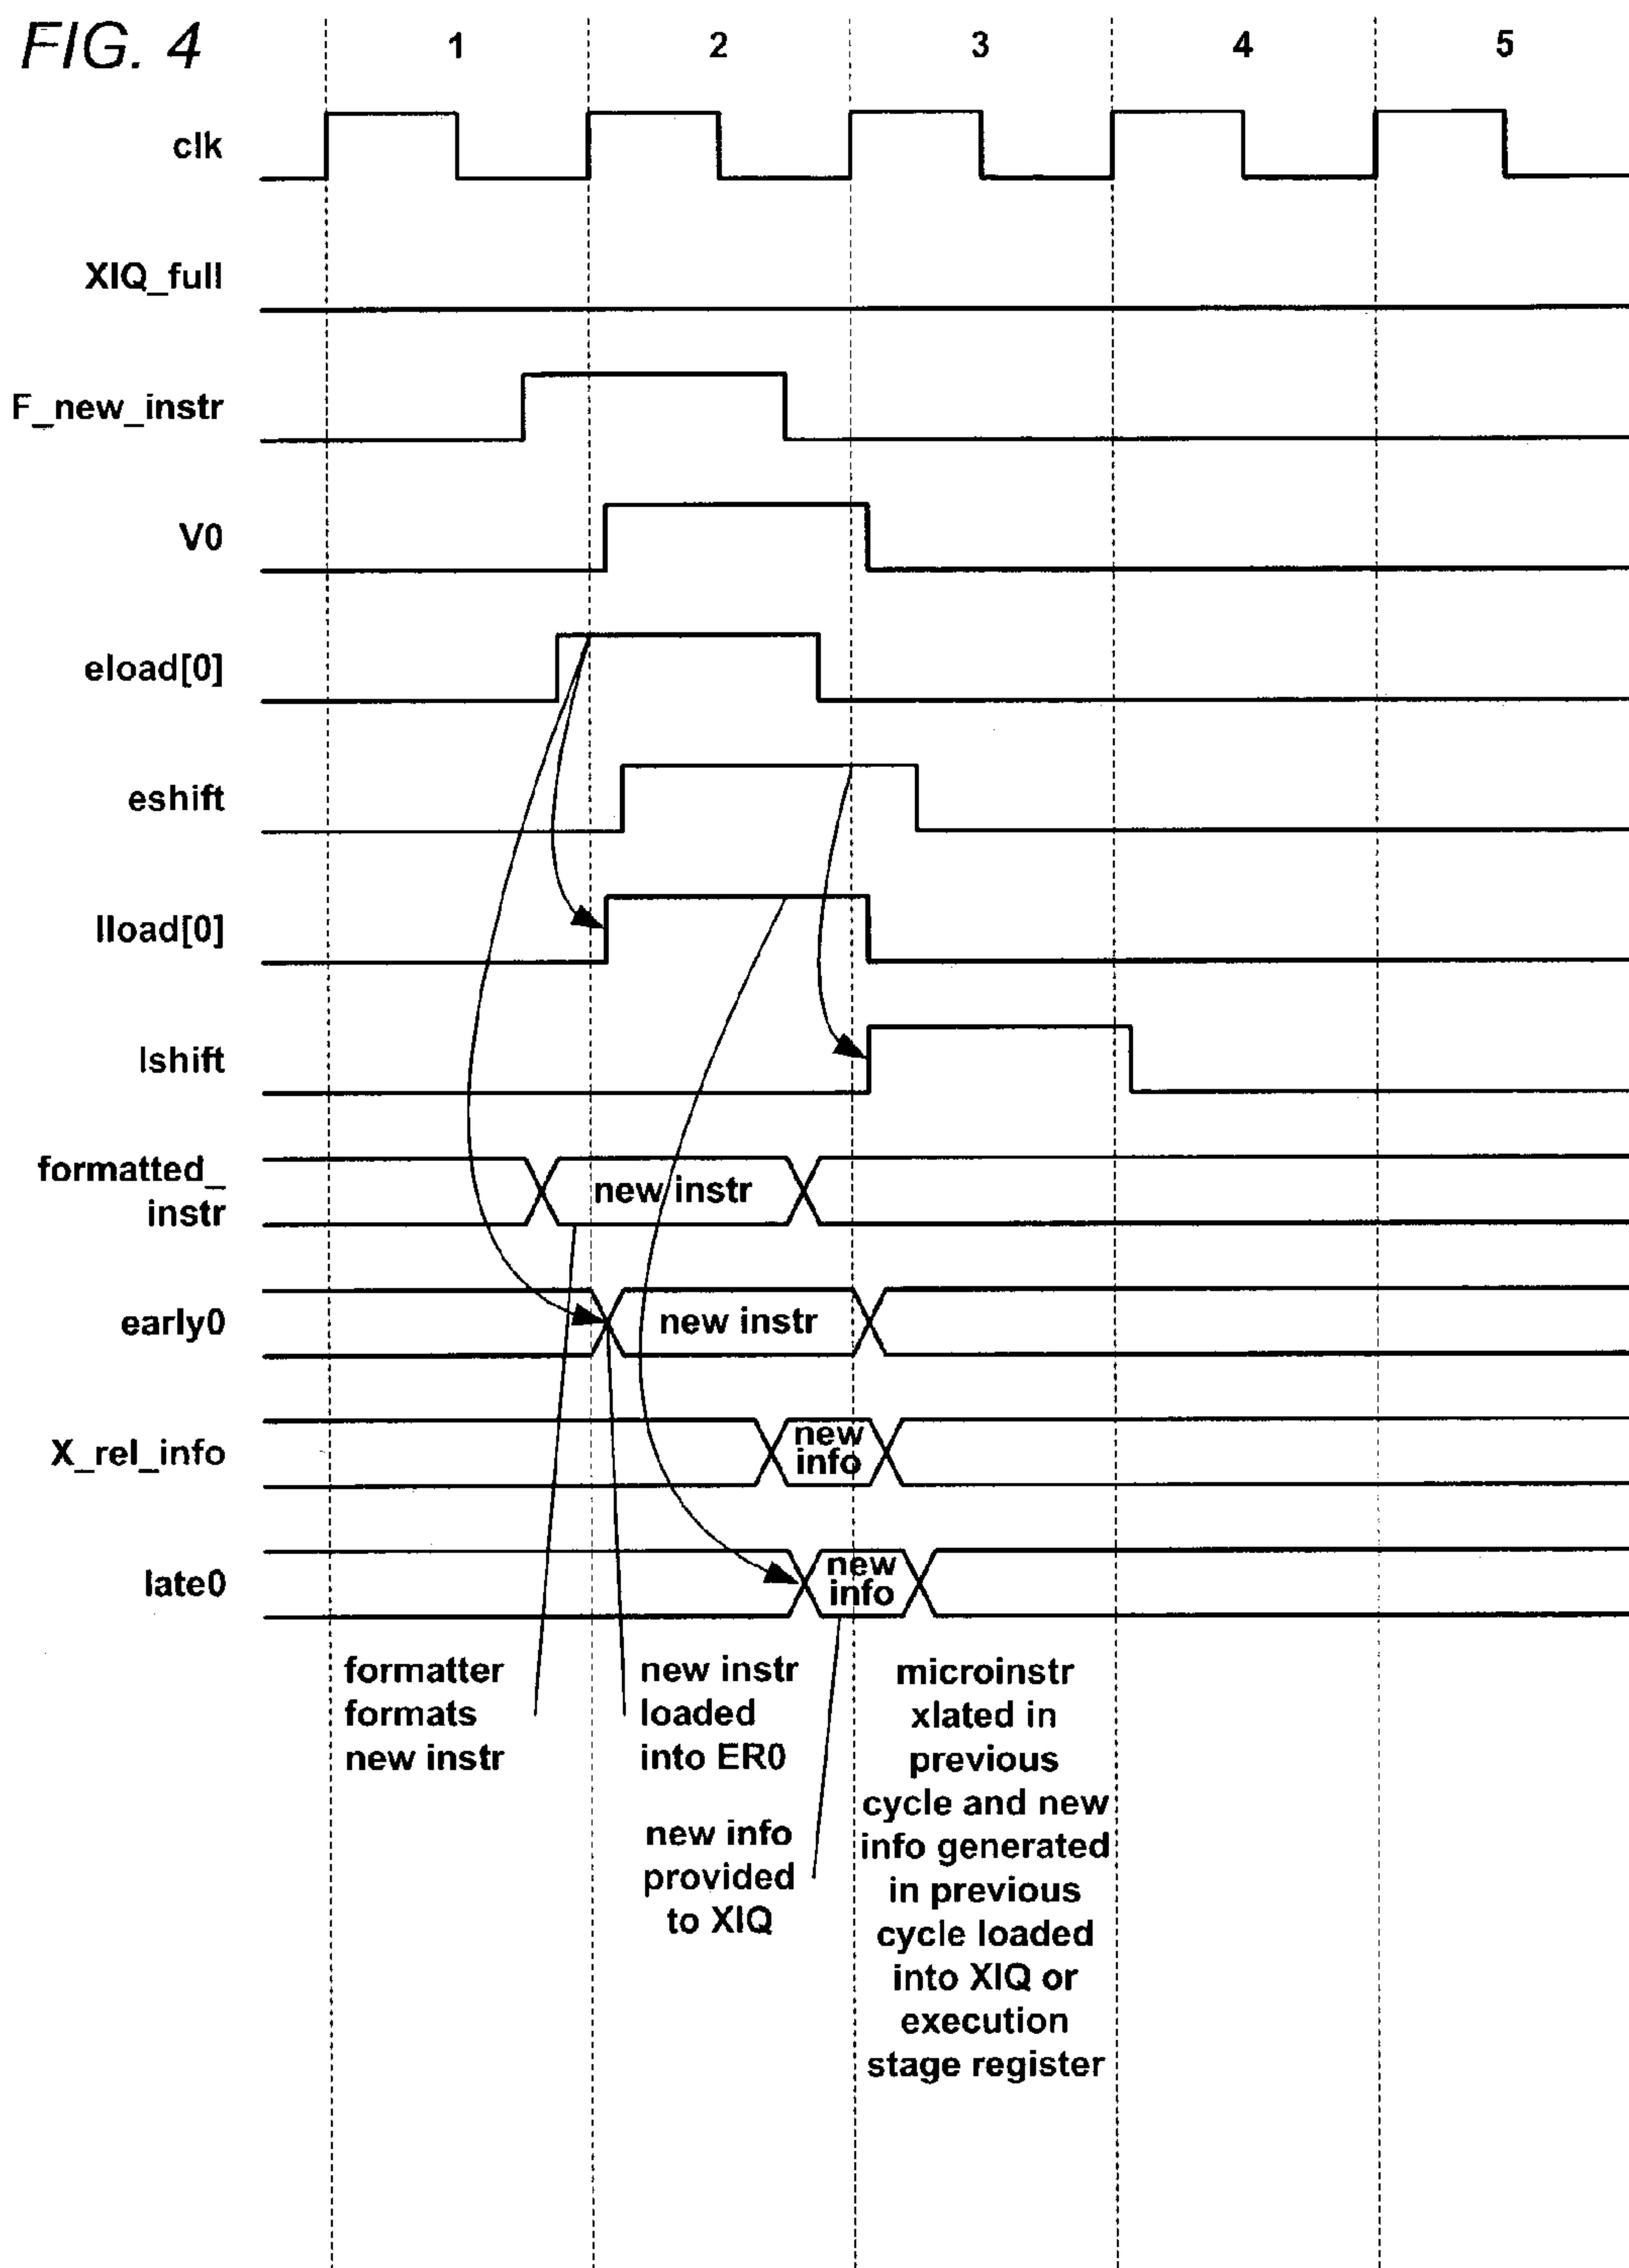 FIG. 4
1 2 3 4 5
clk
XIQ_full
F_new_instr
V0
eload[0]
eshift
lload[0]
lshift
formatted_
instr
new instr
early0
new instr
X_rel_info
new
info
late0
new
info
formatter
formats
new instr
new instr
loaded
into ER0
new info
provided
to XIQ
microinstr
xlated in
previous
cycle and new
info generated
in previous
cycle loaded
into XIQ or
execution
stage register